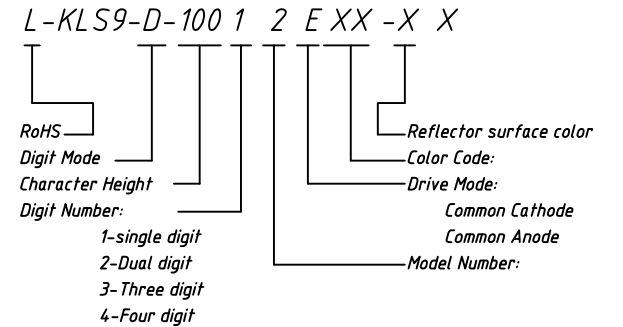 L-KLS9-D-100 1 2 E XX -X X
RoHS
Digit Mode
Character Height
Digit Number:
1-single digit
2-Dual digit
3-Three digit
4-Four digit
Reflector surface color
Color Code:
Drive Mode:
Common Cathode
Common Anode
Model Number: